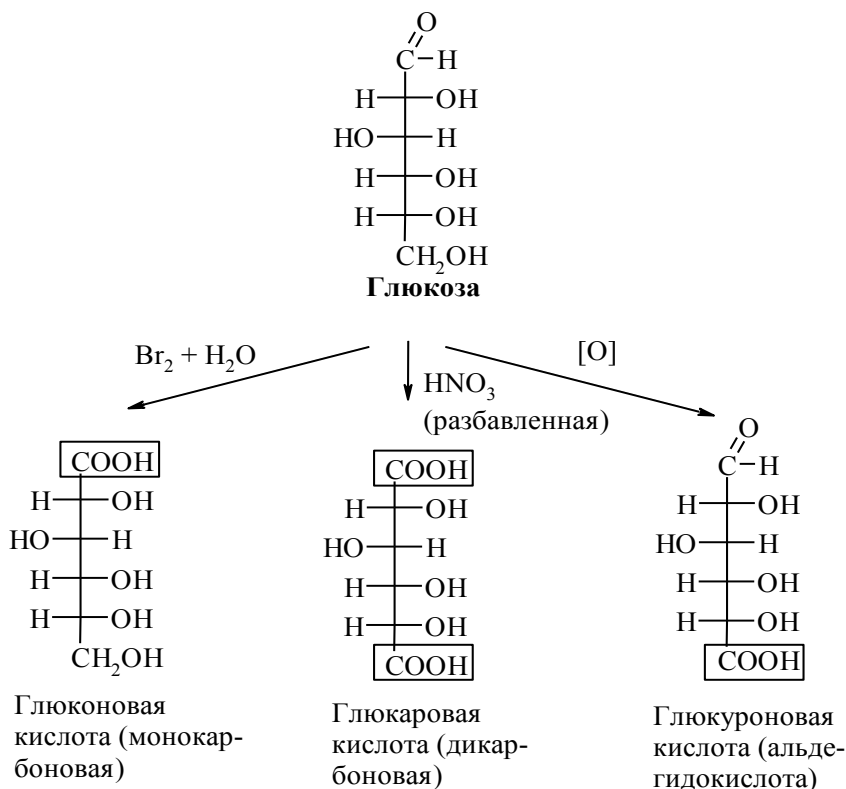 O
C–H
H OH
HO H
H OH
H OH
CH₂OH
Глюкоза
Br₂ + H₂O
HNO₃
(разбавленная)
[O]
COOH
H OH
HO H
H OH
H OH
CH₂OH
Глюконовая
кислота (монокар-
боновая)
COOH
H OH
HO H
H OH
H OH
COOH
Глюкаровая
кислота (дикар-
боновая)
O
C–H
H OH
HO H
H OH
H OH
COOH
Глюкуроновая
кислота (альде-
гидокислота)